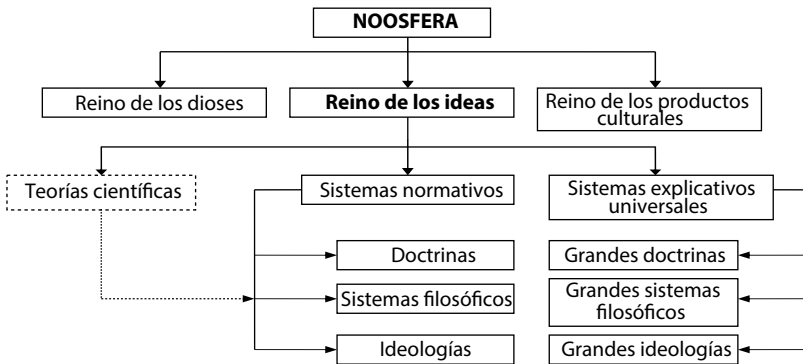 NOOSFERA
Reino de los dioses
Reino de las ideas
Reino de los productos
culturales
Teorías científicas
Sistemas normativos
Sistemas explicativos
universales
Doctrinas
Grandes doctrinas
Sistemas filosóficos
Grandes sistemas
filosóficos
Ideologías
Grandes ideologías